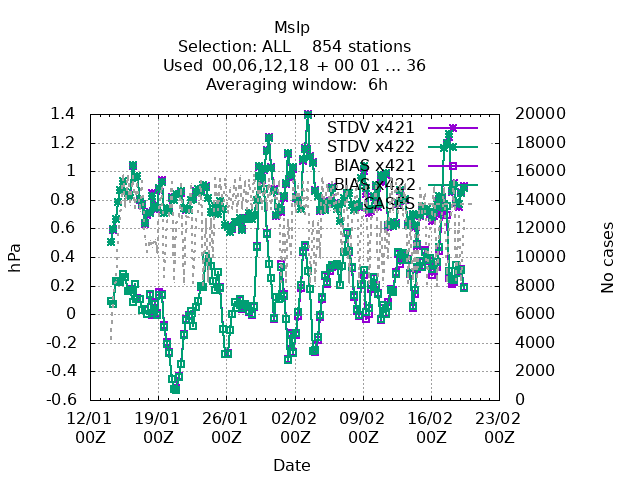 Mslp
Selection: ALL 854 stations
Used 00,06,12,18 + 00 01 ... 36
Averaging window: 6h
1.4
1.2
1
0.8
0.6
0.4
0.2
0
-0.2
-0.4
-0.6
hPa
20000
18000
16000
14000
12000
10000
8000
6000
4000
2000
0
No cases
STDV x421
STDV x422
BIAS x421
BIAS x422
CASES
12/01 19/01 26/01 02/02 09/02 16/02 23/02
00Z 00Z 00Z 00Z 00Z 00Z 00Z
Date